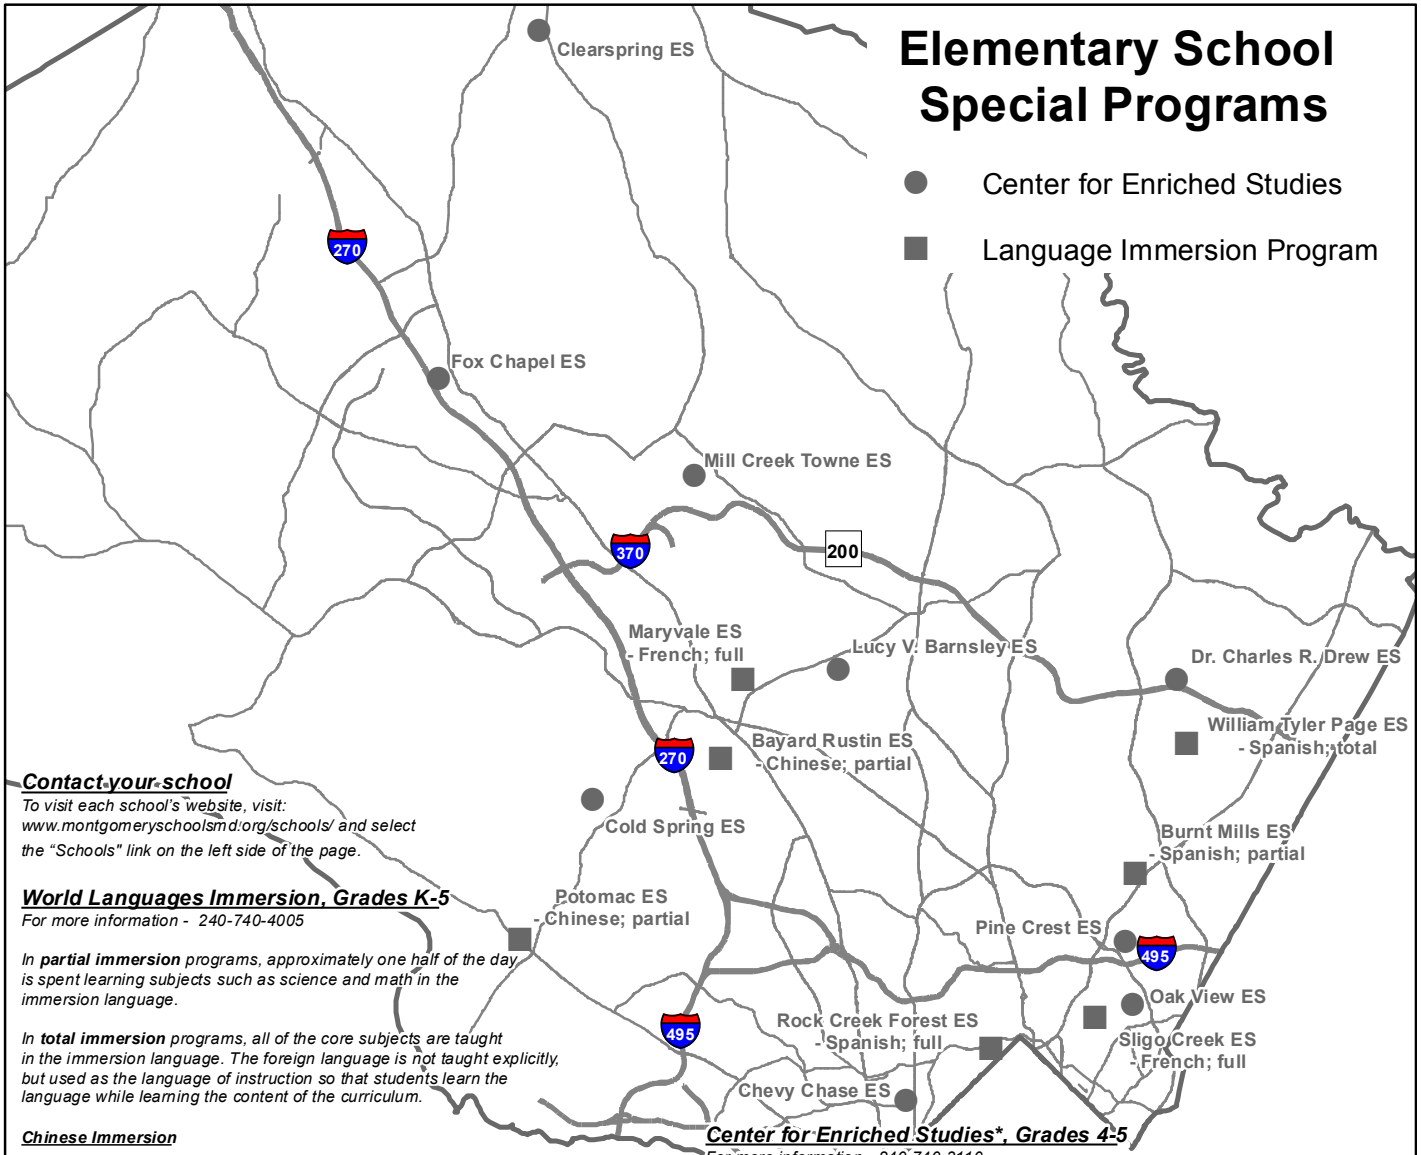 Elementary School
Special Programs
Center for Enriched Studies
Language Immersion Program
Clearspring ES
270
Fox Chapel ES
Mill Creek Towne ES
370
200
Maryvale ES
- French; full
Lucy V. Barnsley ES
Dr. Charles R. Drew ES
William Tyler Page ES
- Spanish; total
270
Bayard Rustin ES
- Chinese; partial
Cold Spring ES
Burnt Mills ES
- Spanish; partial
Potomac ES
- Chinese; partial
Pine Crest ES
495
Oak View ES
Rock Creek Forest ES
- Spanish; full
Sligo Creek ES
- French; full
495
Chevy Chase ES
Contact your school
To visit each school's website, visit:
www.montgomeryschoolsmd.org/schools/ and select
the “Schools" link on the left side of the page.
World Languages Immersion, Grades K-5
For more information - 240-740-4005
In partial immersion programs, approximately one half of the day
is spent learning subjects such as science and math in the
immersion language.
In total immersion programs, all of the core subjects are taught
in the immersion language. The foreign language is not taught explicitly,
but used as the language of instruction so that students learn the
language while learning the content of the curriculum.
Chinese Immersion
Center for Enriched Studies*, Grades 4-5
For more information